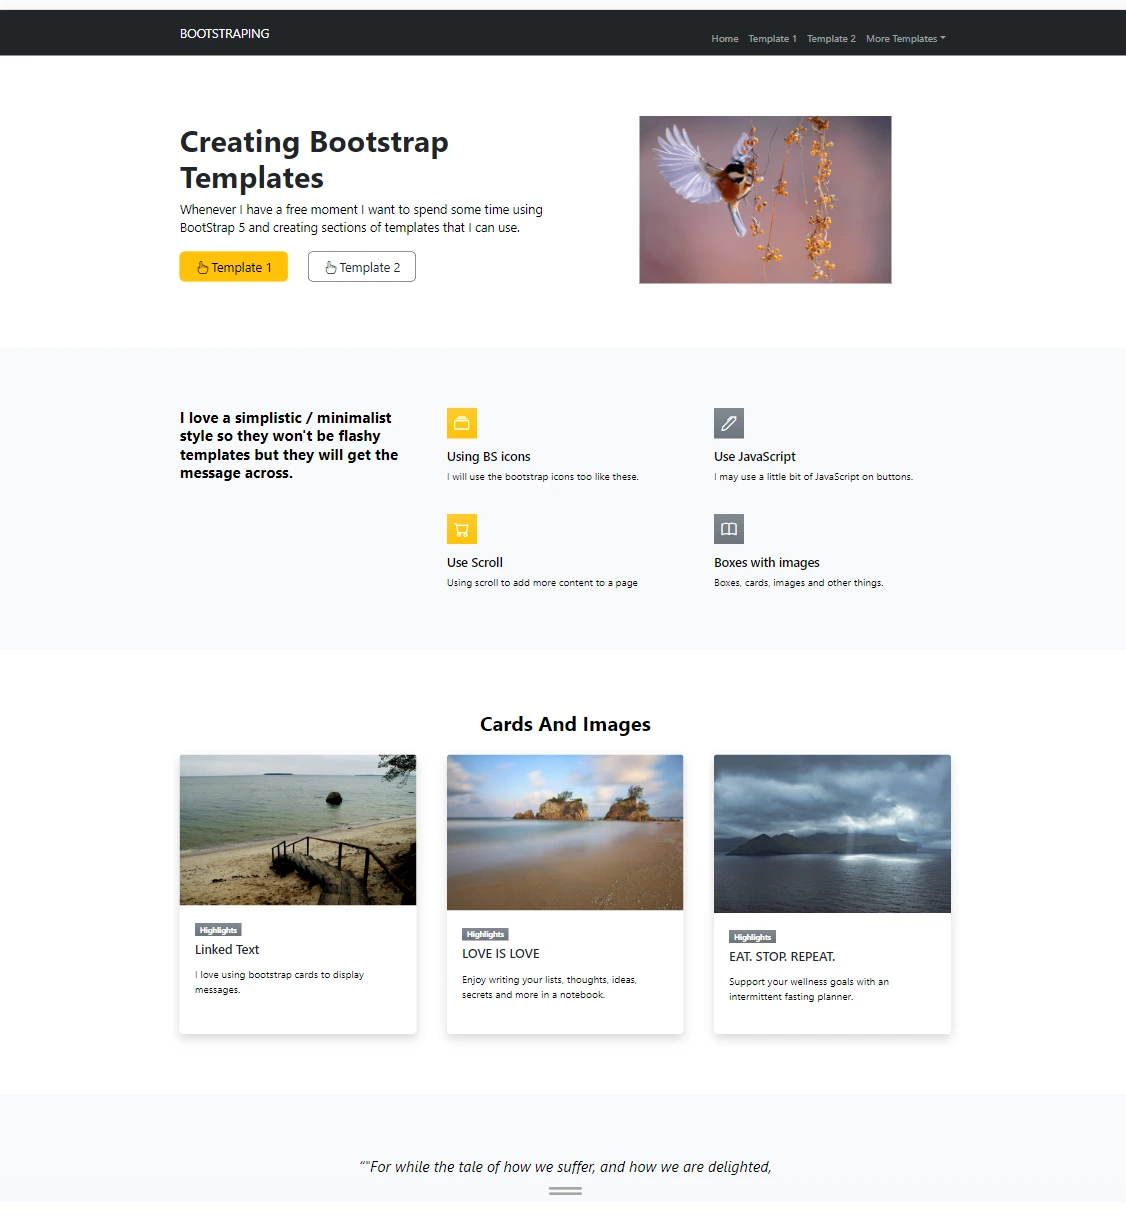 BOOTSTRAPING
Home Template 1 Template 2 More Templates
Creating Bootstrap
Templates
Whenever I have a free moment I want to spend some time using
BootStrap 5 and creating sections of templates that I can use.
Template 1 Template 2
I love a simplistic / minimalist
style so they won't be flashy
templates but they will get the
message across.
Using BS icons
I will use the bootstrap icons too like these.
Use JavaScript
I may use a little bit of JavaScript on buttons.
Use Scroll
Using scroll to add more content to a page
Boxes with images
Boxes, cards, images and other things.
Cards And Images
Highlights
Linked Text
I love using bootstrap cards to display
messages.
Highlights
LOVE IS LOVE
Enjoy writing your lists, thoughts, ideas,
secrets and more in a notebook.
Highlights
EAT. STOP. REPEAT.
Support your wellness goals with an
intermittent fasting planner.
“"For while the tale of how we suffer, and how we are delighted,